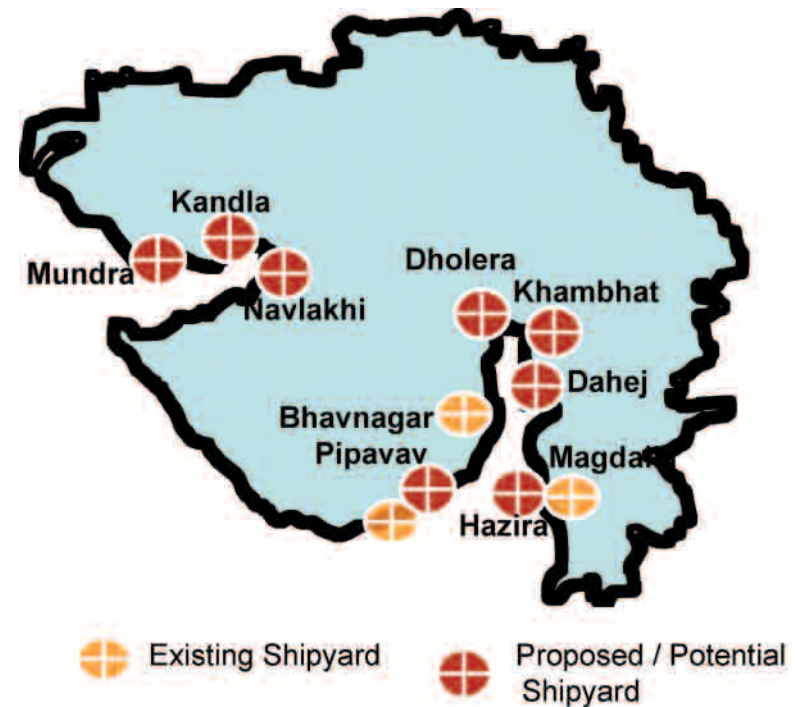 Kandla
Mundra
Navlakhi
Dholera
Khambhat
Dahej
Bhavnagar
Pipavav
Hazira
Existing Shipyard
Proposed / Potential
Shipyard